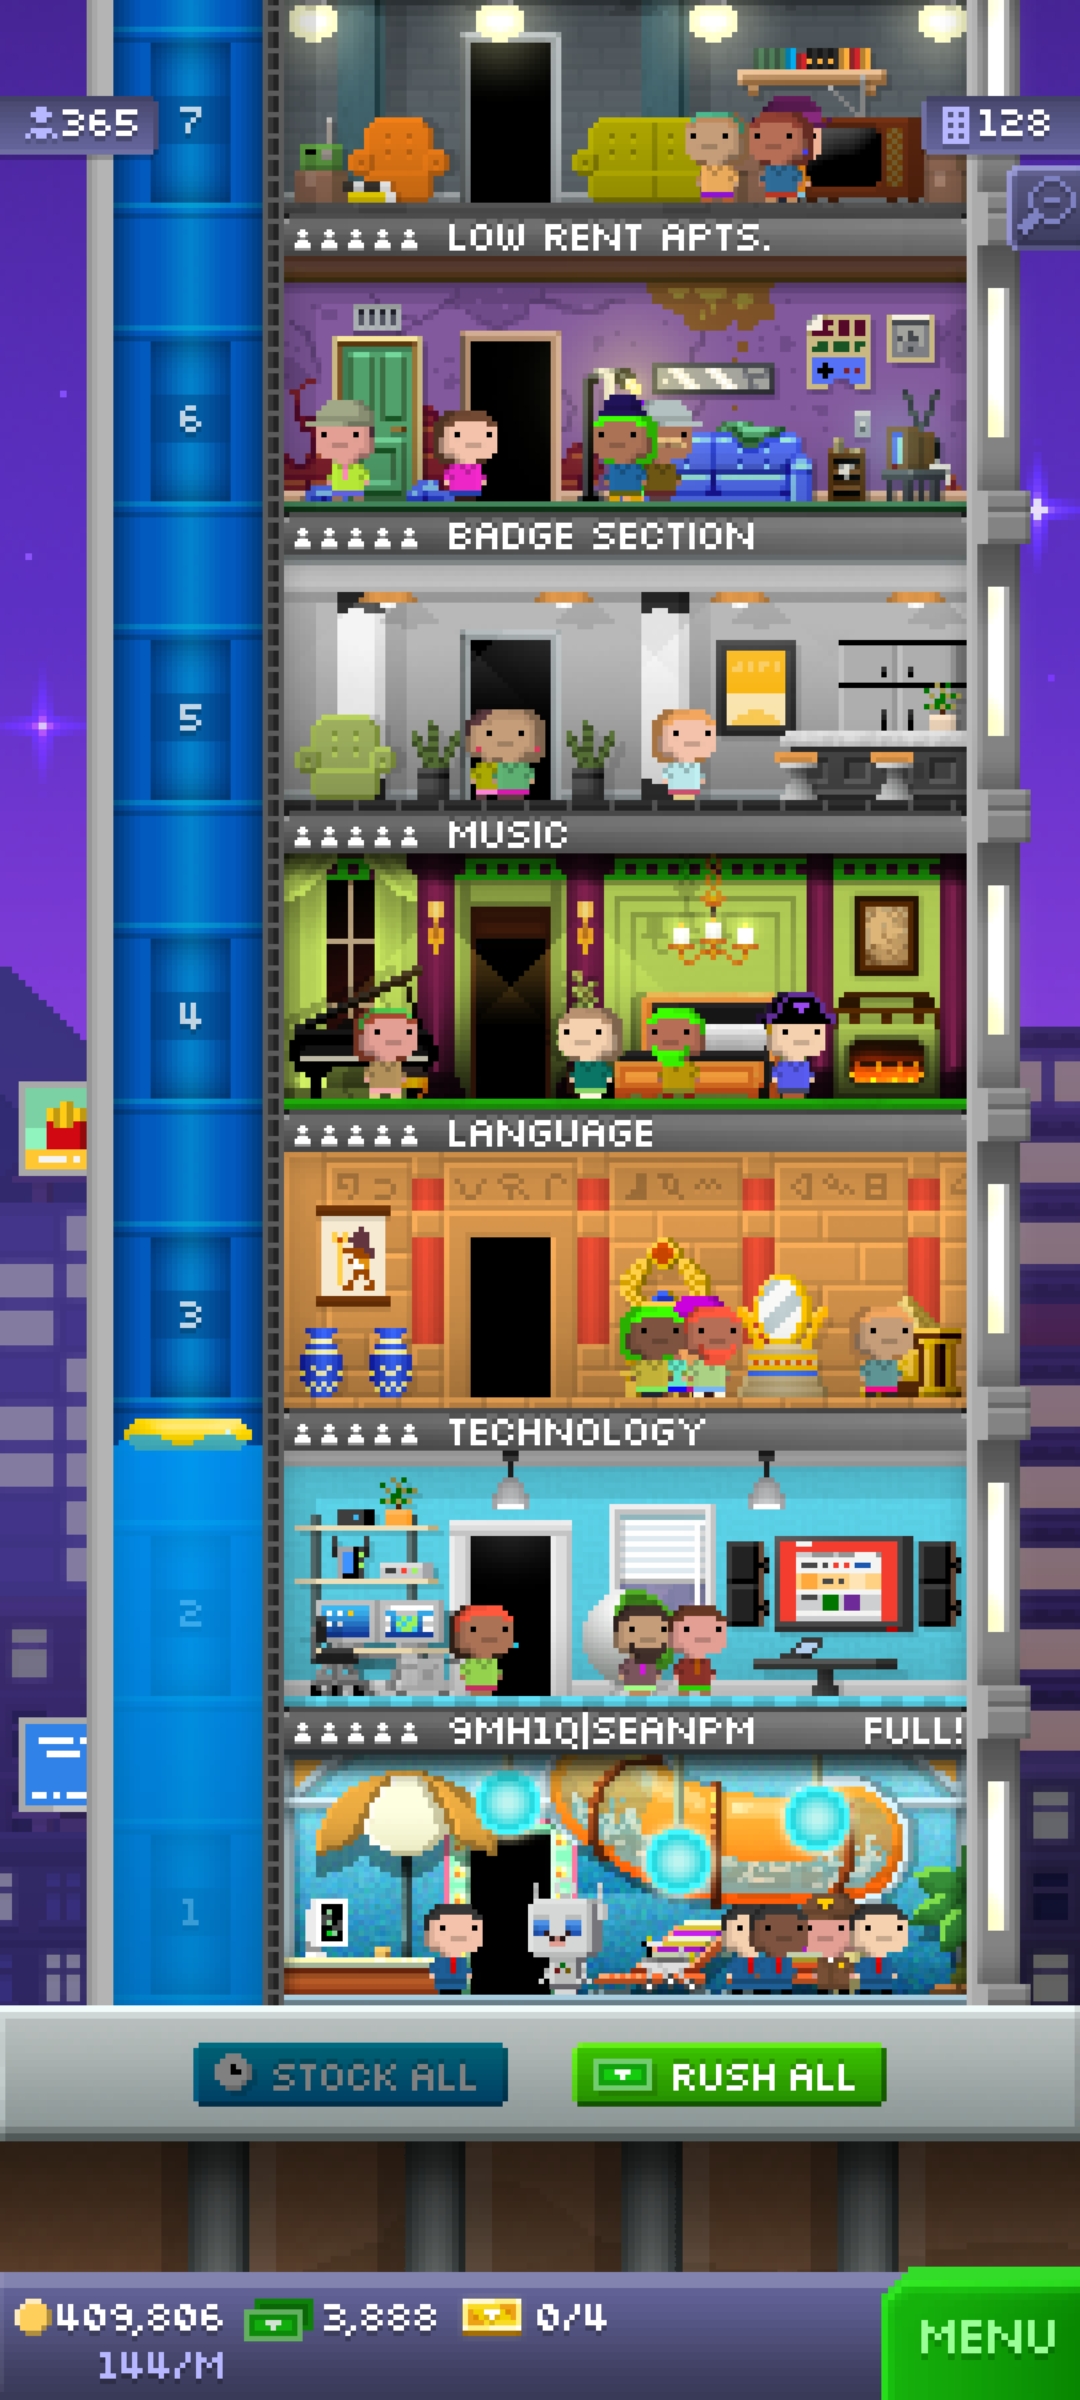 365
7
128
LOW RENT APTS.
6
BADGE SECTION
5
MUSIC
4
LANGUAGE
3
TECHNOLOGY
2
9MH1Q|SEANPM FULL!
1
STOCK ALL
RUSH ALL
409,806
3,888
0/4
144/M
MENU